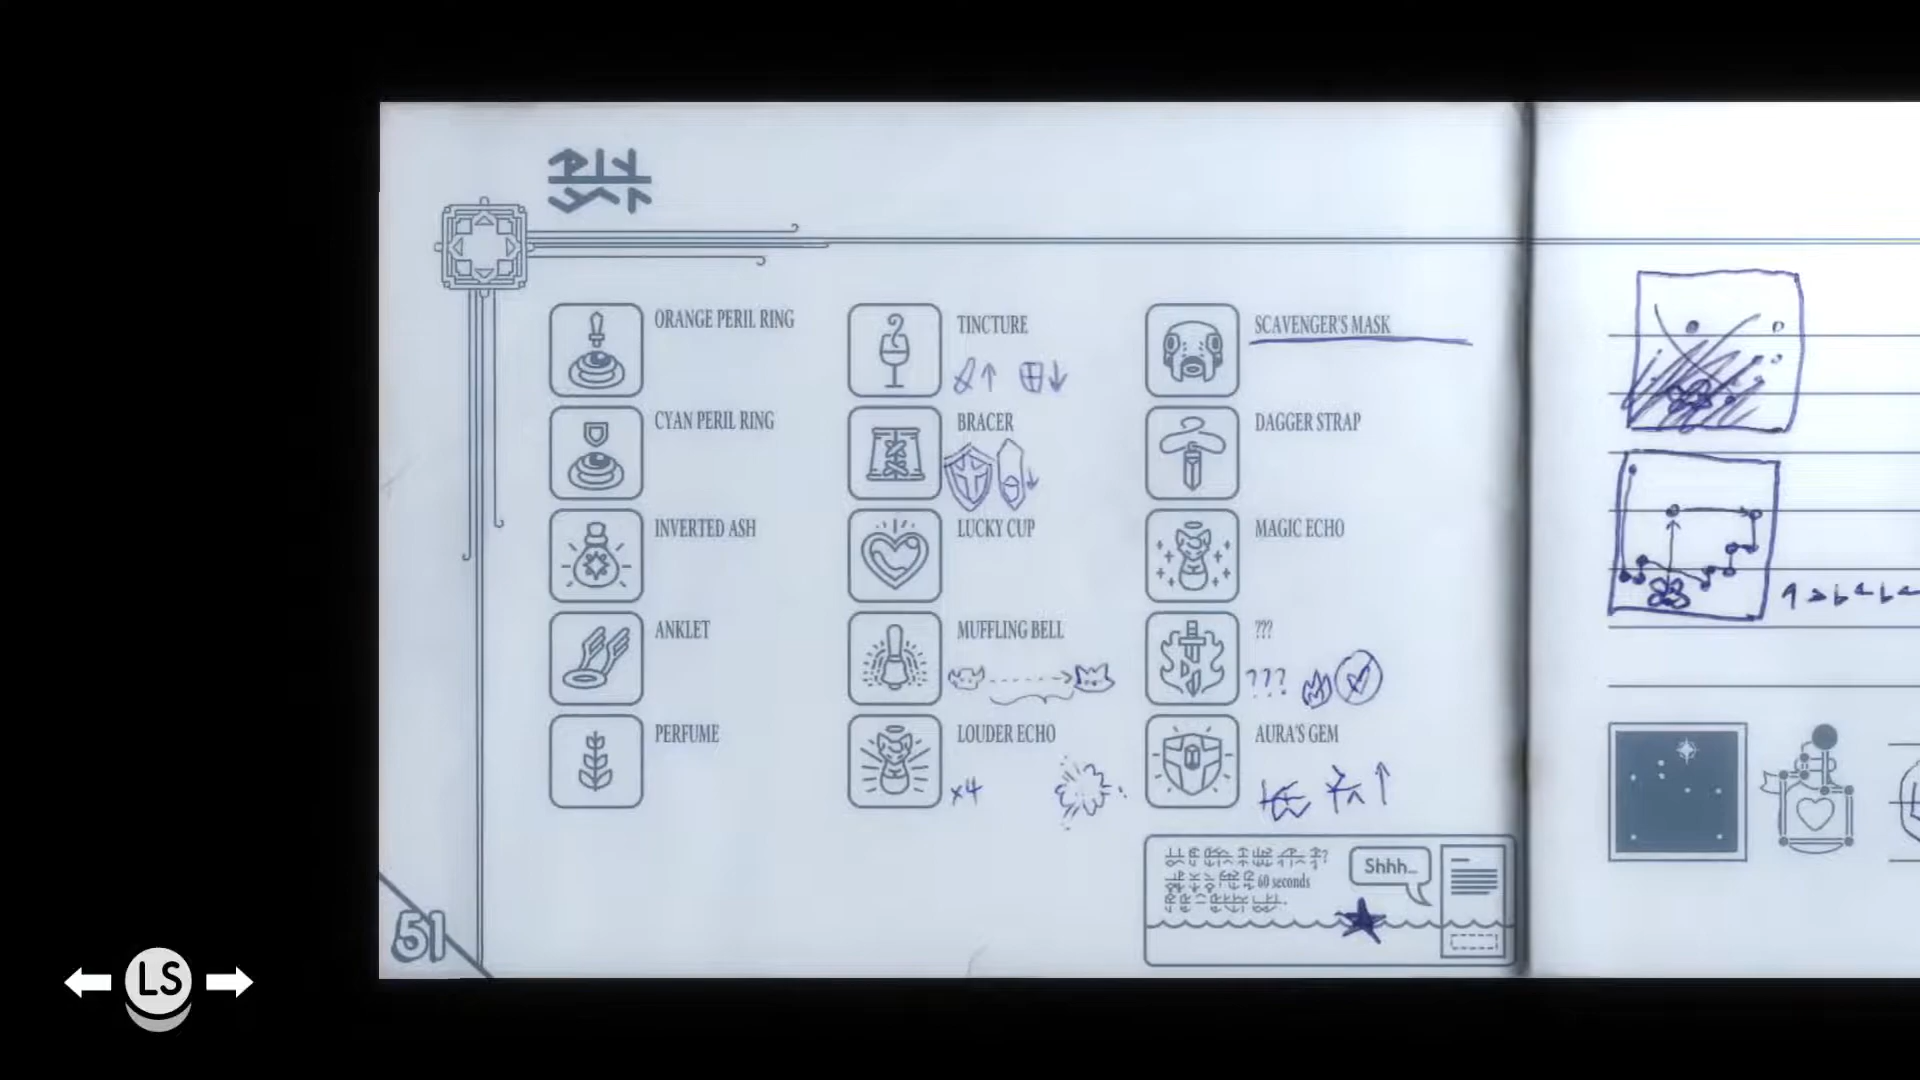 ORANGE PERIL RING
CYAN PERIL RING
INVERTED ASH
ANKLET
PERFUME
TINCTURE
BRACER
LUCKY CUP
MUFFLING BELL
LOUDER ECHO
x4
SCAVENGER'S MASK
DAGGER STRAP
MAGIC ECHO
???
???
AURA'S GEM
60 seconds
Shhh...
51
LS